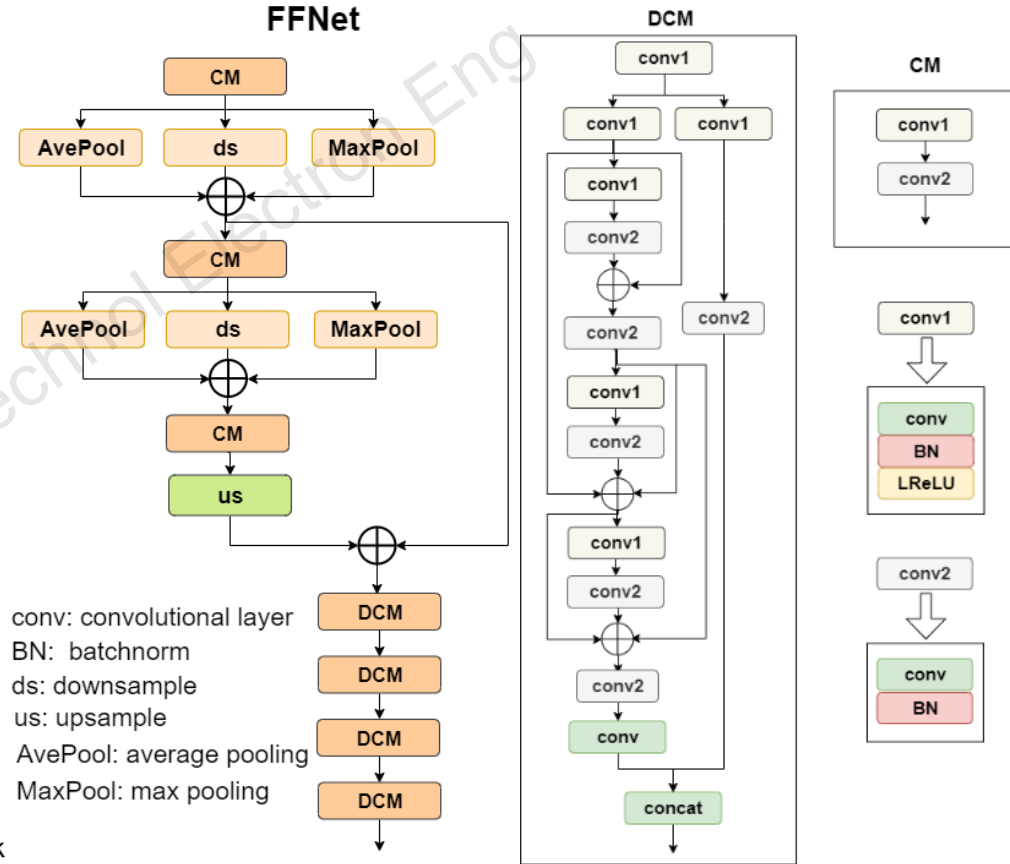 FFNet
CM
AvePool
ds
MaxPool
CM
AvePool
ds
MaxPool
CM
us
DCM
DCM
DCM
DCM
conv: convolutional layer
BN: batchnorm
ds: downsample
us: upsample
AvePool: average pooling
MaxPool: max pooling
DCM
conv1
conv1
conv1
conv1
conv2
conv2
conv2
conv1
conv2
conv1
conv2
conv2
conv
concat
CM
conv1
conv2
conv1
conv
BN
LReLU
conv2
conv
BN
Electron Eng